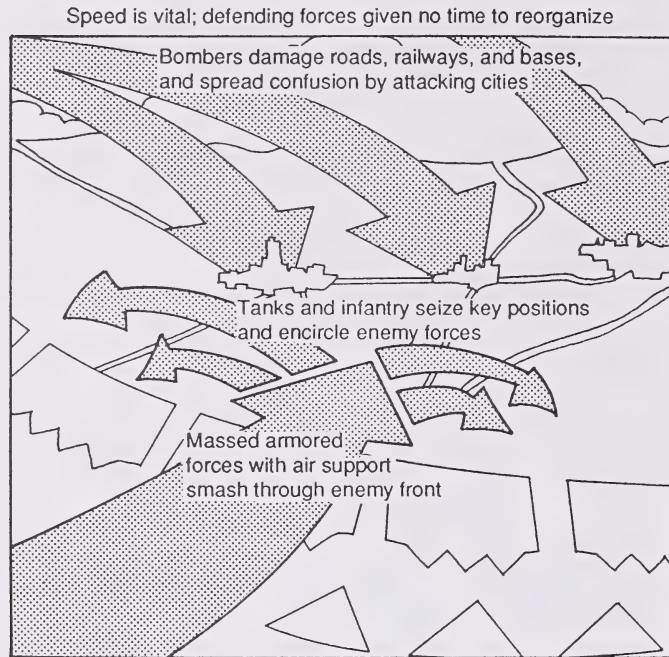 Speed is vital; defending forces given no time to reorganize
Bombers damage roads, railways, and bases,
and spread confusion by attacking cities
Tanks and infantry seize key positions
and encircle enemy forces
Massed armored
forces with air support
smash through enemy front